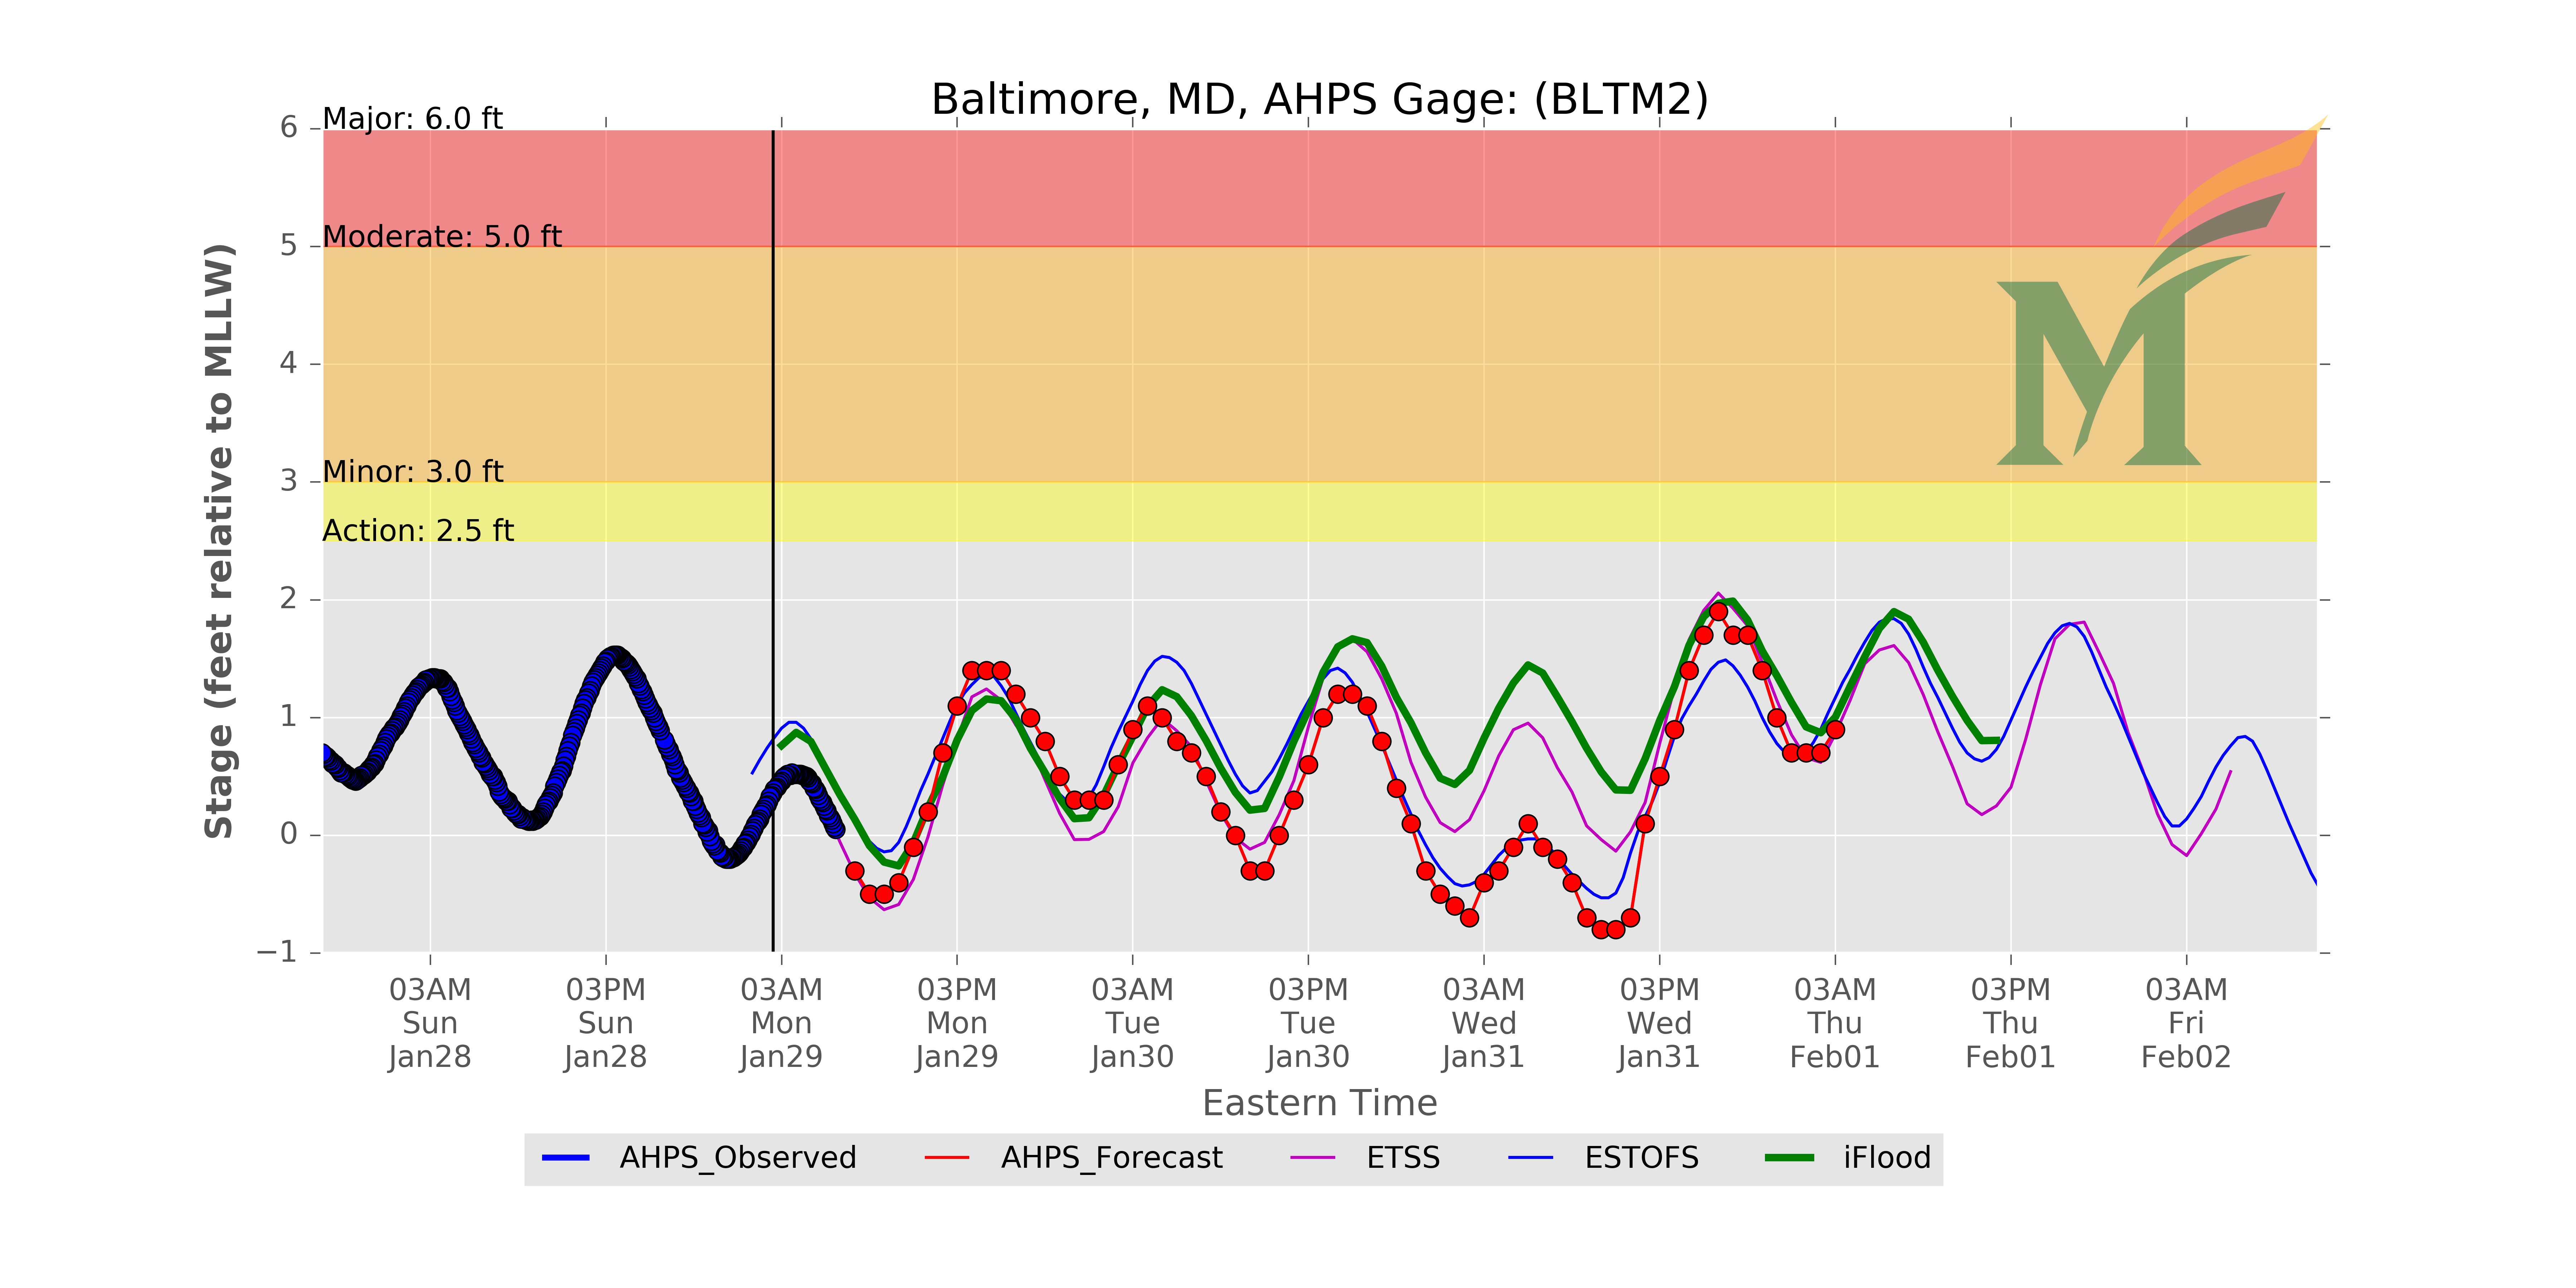 Baltimore, MD, AHPS Gage: (BLTM2)
Major: 6.0 ft
Moderate: 5.0 ft
Minor: 3.0 ft
Action: 2.5 ft
Stage (feet relative to MLLW)
6
5
4
3
2
1
0
−1
03AM 03PM 03AM 03PM 03AM 03PM 03AM 03PM 03AM 03PM 03AM
Sun Sun Mon Mon Tue Tue Wed Wed Thu Thu Fri
Jan28 Jan28 Jan29 Jan29 Jan30 Jan30 Jan31 Jan31 Feb01 Feb01 Feb02
Eastern Time
AHPS_Observed AHPS_Forecast ETSS ESTOFS iFlood
M